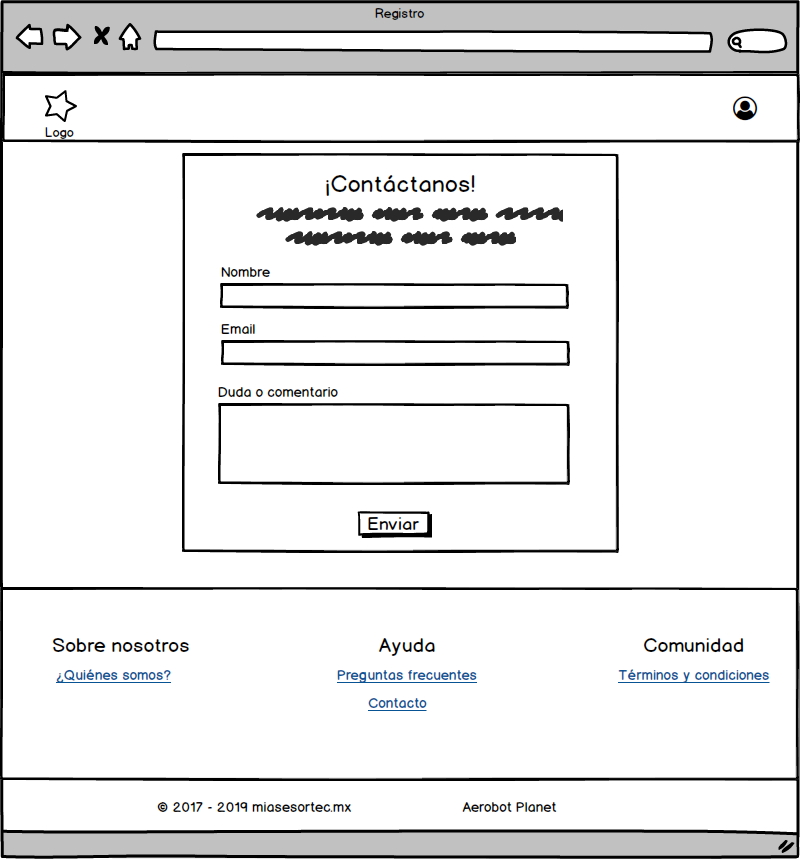 Registro
Logo
¡Contáctanos!
Nombre
Email
Duda o comentario
Enviar
Sobre nosotros
Ayuda
Comunidad
¿Quiénes somos?
Preguntas frecuentes
Términos y condiciones
Contacto
© 2017 - 2019 miasesortec.mx
Aerobot Planet